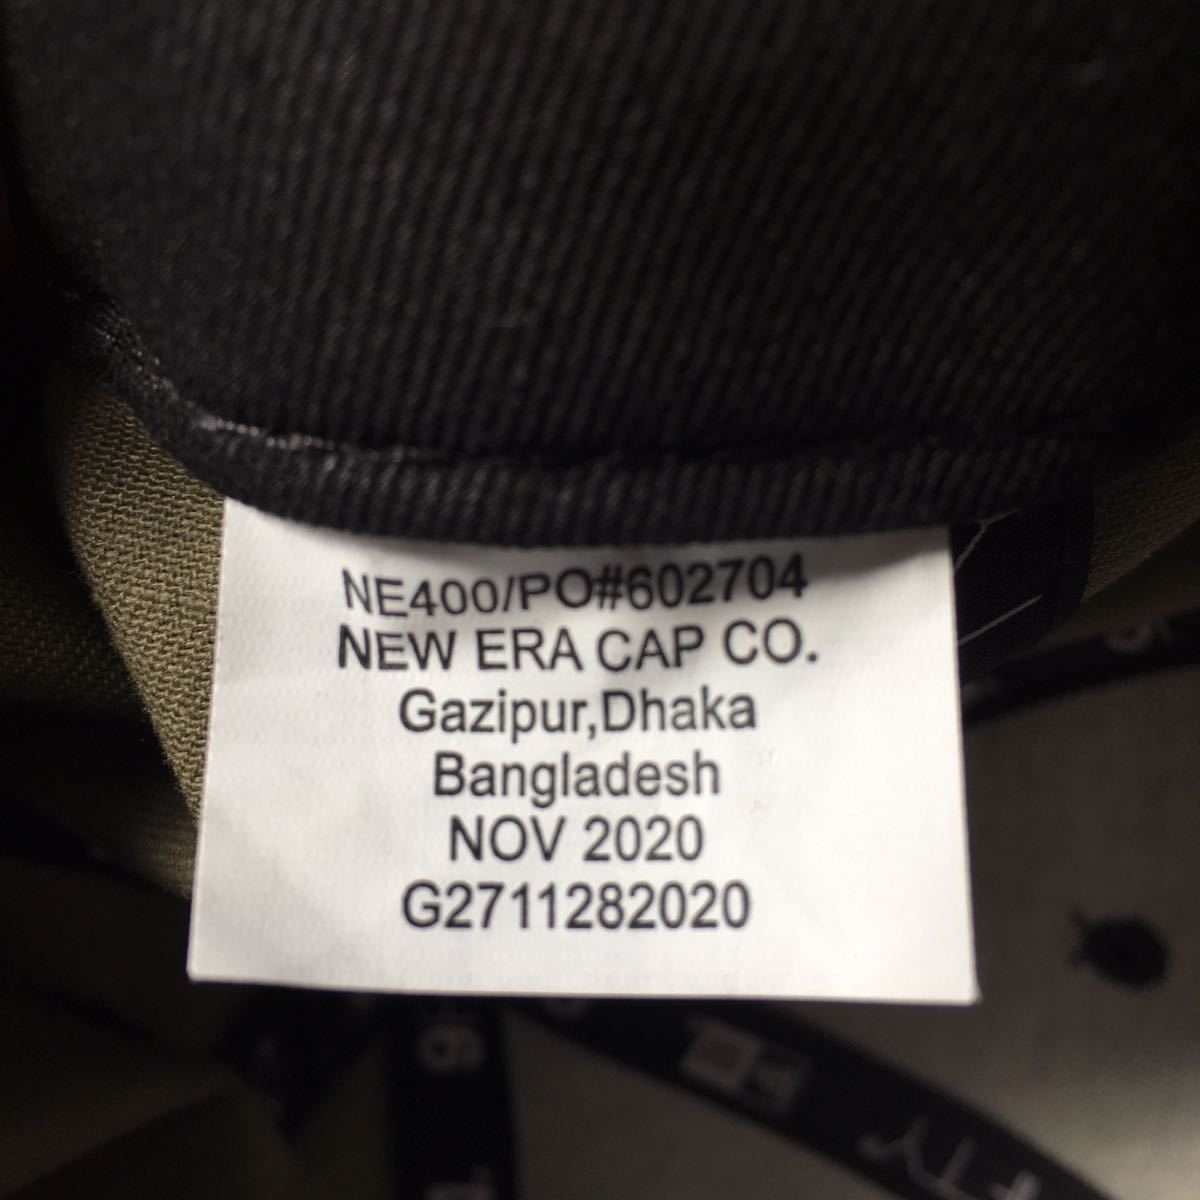 NE400/PO#602704
NEW ERA CAP CO.
Gazipur,Dhaka
Bangladesh
NOV 2020
G2711282020